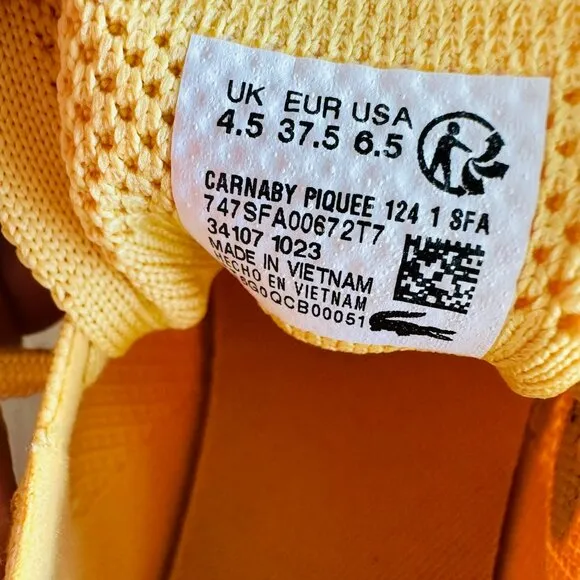 UK EUR USA
4.5 37.5 6.5
CARNABY PIQUEE 124 1 SFA
747SFA00672T7
34107 1023
MADE IN VIETNAM
HECHO EN VIETNAM
G0QCB00051